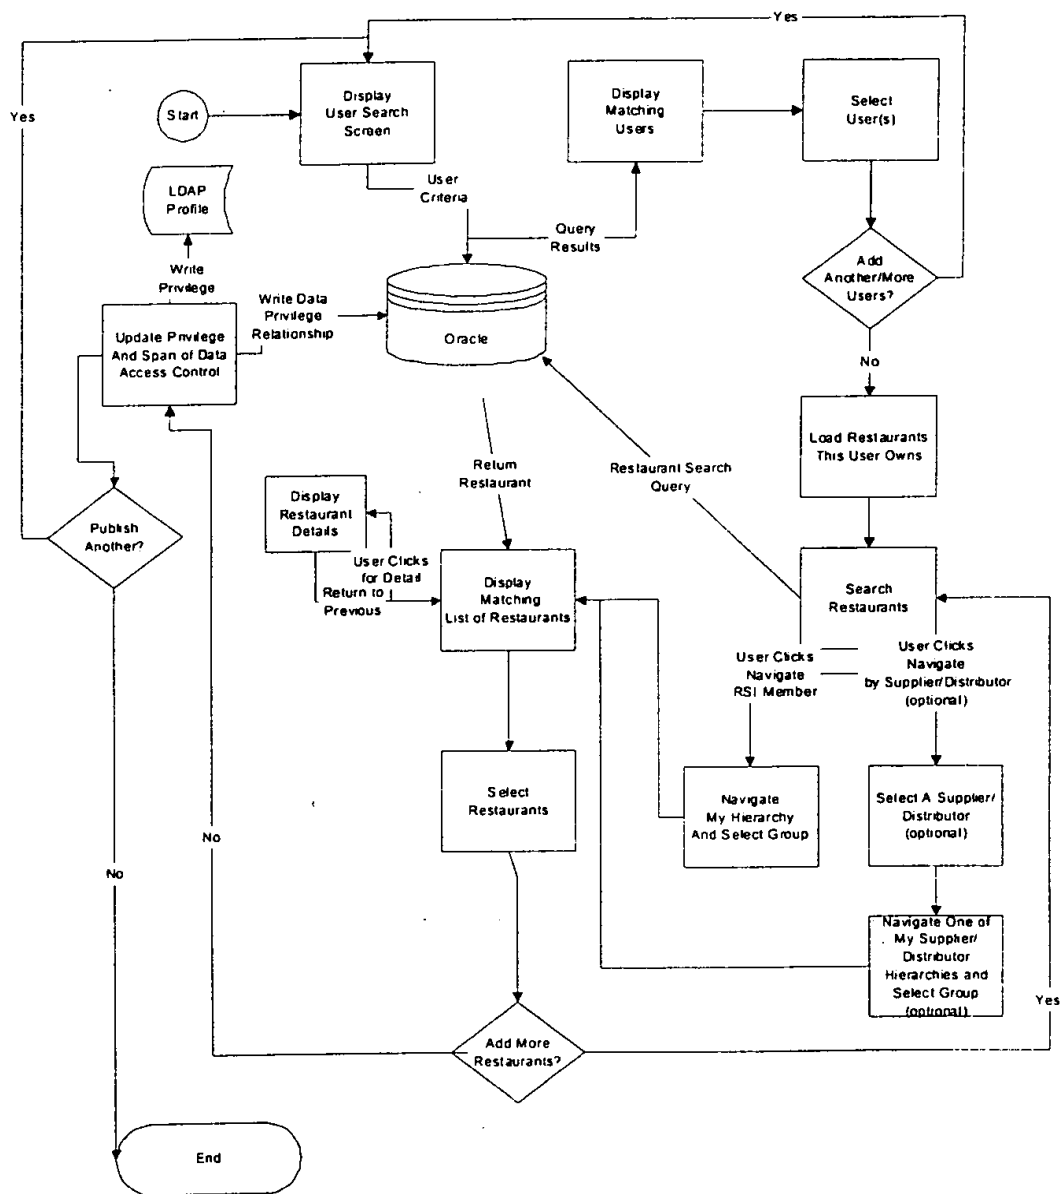 Yes
Yes
Start
Display
User Search
Screen
Display
Matching
Users
Select
User(s)
LDAP
Profile
User
Criteria
Query
Results
Write
Privilege
Add
Another/More
Users?
Update Privilege
And Span of Data
Access Control
Write Data
Privilege
Relationship
Oracle
No
Load Restaurants
This User Owns
Return
Restaurant
Restaurant Search
Query
Publish
Another?
Display
Restaurant
Details
User Clicks
for Detail
Return to
Previous
Display
Matching
List of Restaurants
Search
Restaurants
User Clicks
Navigate
RSI Member
User Clicks
Navigate
by Supplier/Distributor
(optional)
Select
Restaurants
Navigate
My Hierarchy
And Select Group
Select A Supplier/
Distributor
(optional)
No
No
Navigate One of
My Supplier/
Distributor
Hierarchies and
Select Group
(optional)
Yes
Add More
Restaurants?
End